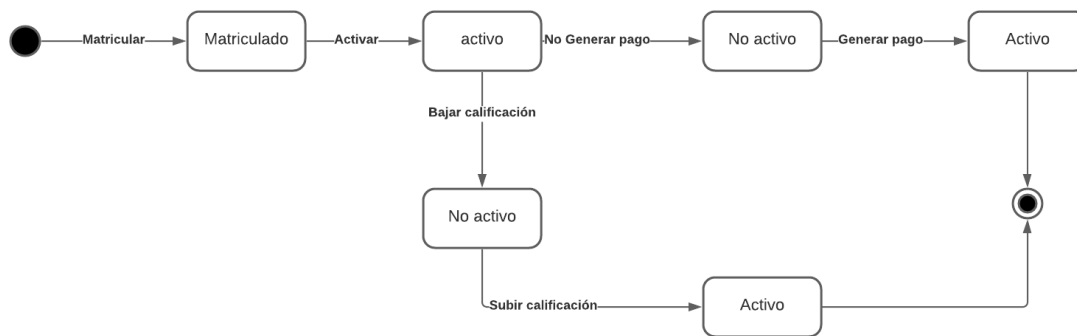 Matricular
Matriculado
Activar
activo
No Generar pago
No activo
Generar pago
Activo
Bajar calificación
No activo
Subir calificación
Activo